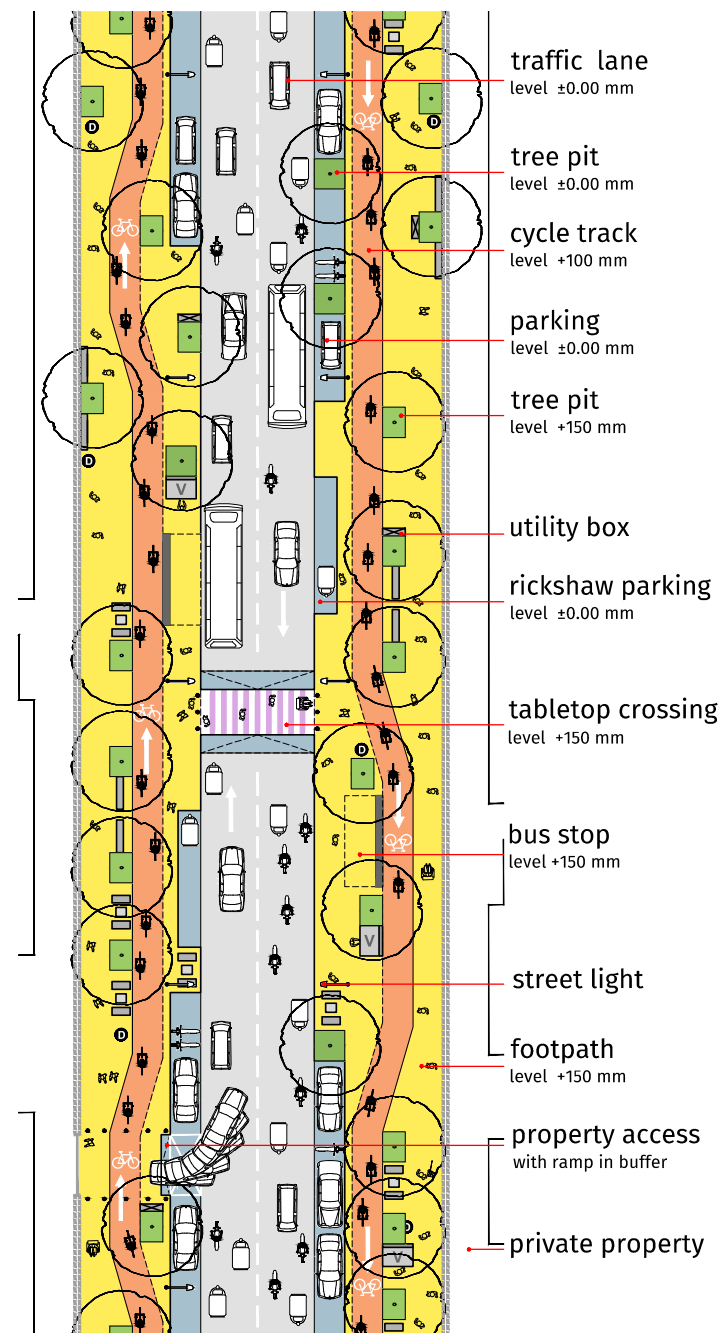 traffic lane
level ±0.00 mm
tree pit
level ±0.00 mm
cycle track
level +100 mm
parking
level ±0.00 mm
tree pit
level +150 mm
utility box
rickshaw parking
level ±0.00 mm
tabletop crossing
level +150 mm
bus stop
level +150 mm
street light
footpath
level +150 mm
property access
with ramp in buffer
private property
D
D
D
V
D
D
V
D
D
V